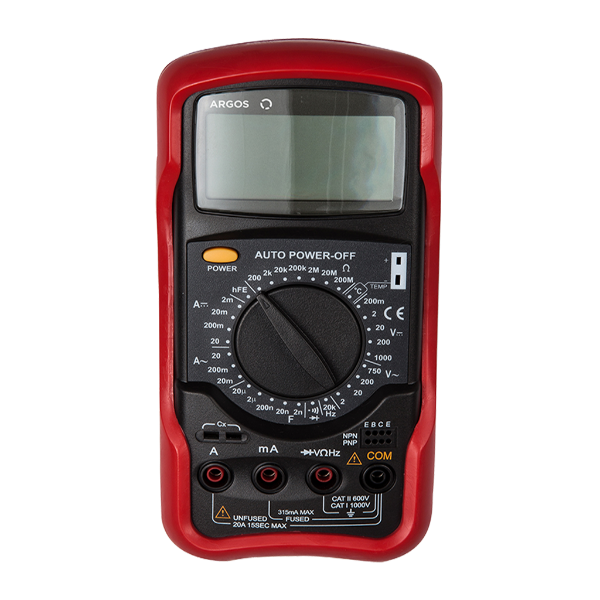 ARGOS
AUTO POWER-OFF
POWER
hFE 200 2k 20k 200k 2M 20M 200M Ω
+
-
°C TEMP
A⎓ 2m 20m 200m 20
A~ 20 200m 20m
200m 2 20 200 1000 V⎓
CE
750 200 20 2 V~
F 20μ 2μ 200n 20n 2n
2 20k Hz
Cx
E B C E
NPN
PNP
A mA VΩHz COM
CAT II 600V
CAT I 1000V
315mA MAX
FUSED
UNFUSED
20A 15SEC MAX